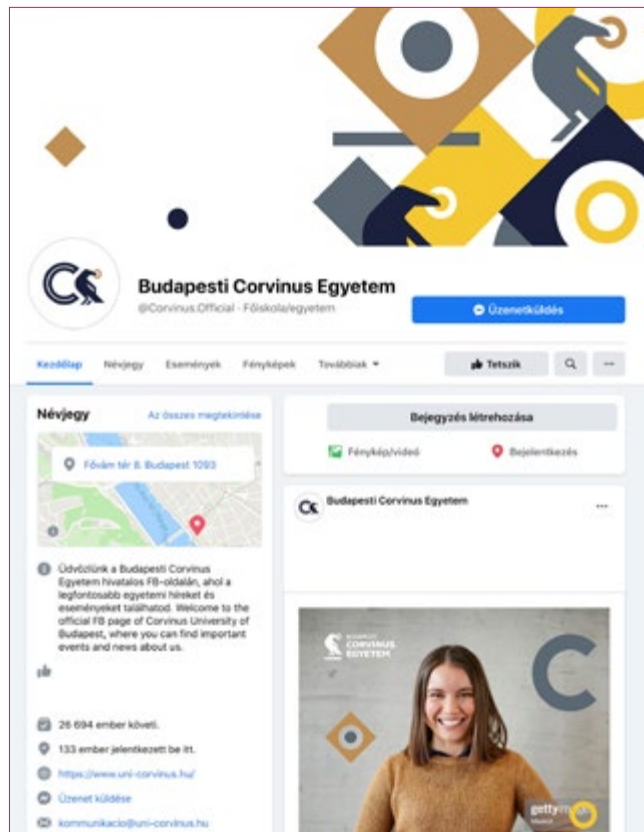 Budapesti Corvinus Egyetem
@Corvinus.Official · Főiskola/egyetem
Üzenetküldés
Kezdőlap
Névjegy
Események
Fényképek
Továbbiak
Tetszik
Névjegy
Az összes megtekintése
Fővám tér 8. Budapest 1093
Üdvözlünk a Budapesti Corvinus
Egyetem hivatalos FB-oldalán, ahol a
legfontosabb egyetemi híreket és
eseményeket találhatod. Welcome to the
official FB page of Corvinus University of
Budapest, where you can find important
events and news about us.
26 694 ember követi.
133 ember jelentkezett be itt.
https://www.uni-corvinus.hu/
Üzenet küldése
kommunikacio@uni-corvinus.hu
Bejegyzés létrehozása
Fénykép/videó
Bejelentkezés
Budapesti Corvinus Egyetem
BUDAPEST
CORVINUS
EGYETEM